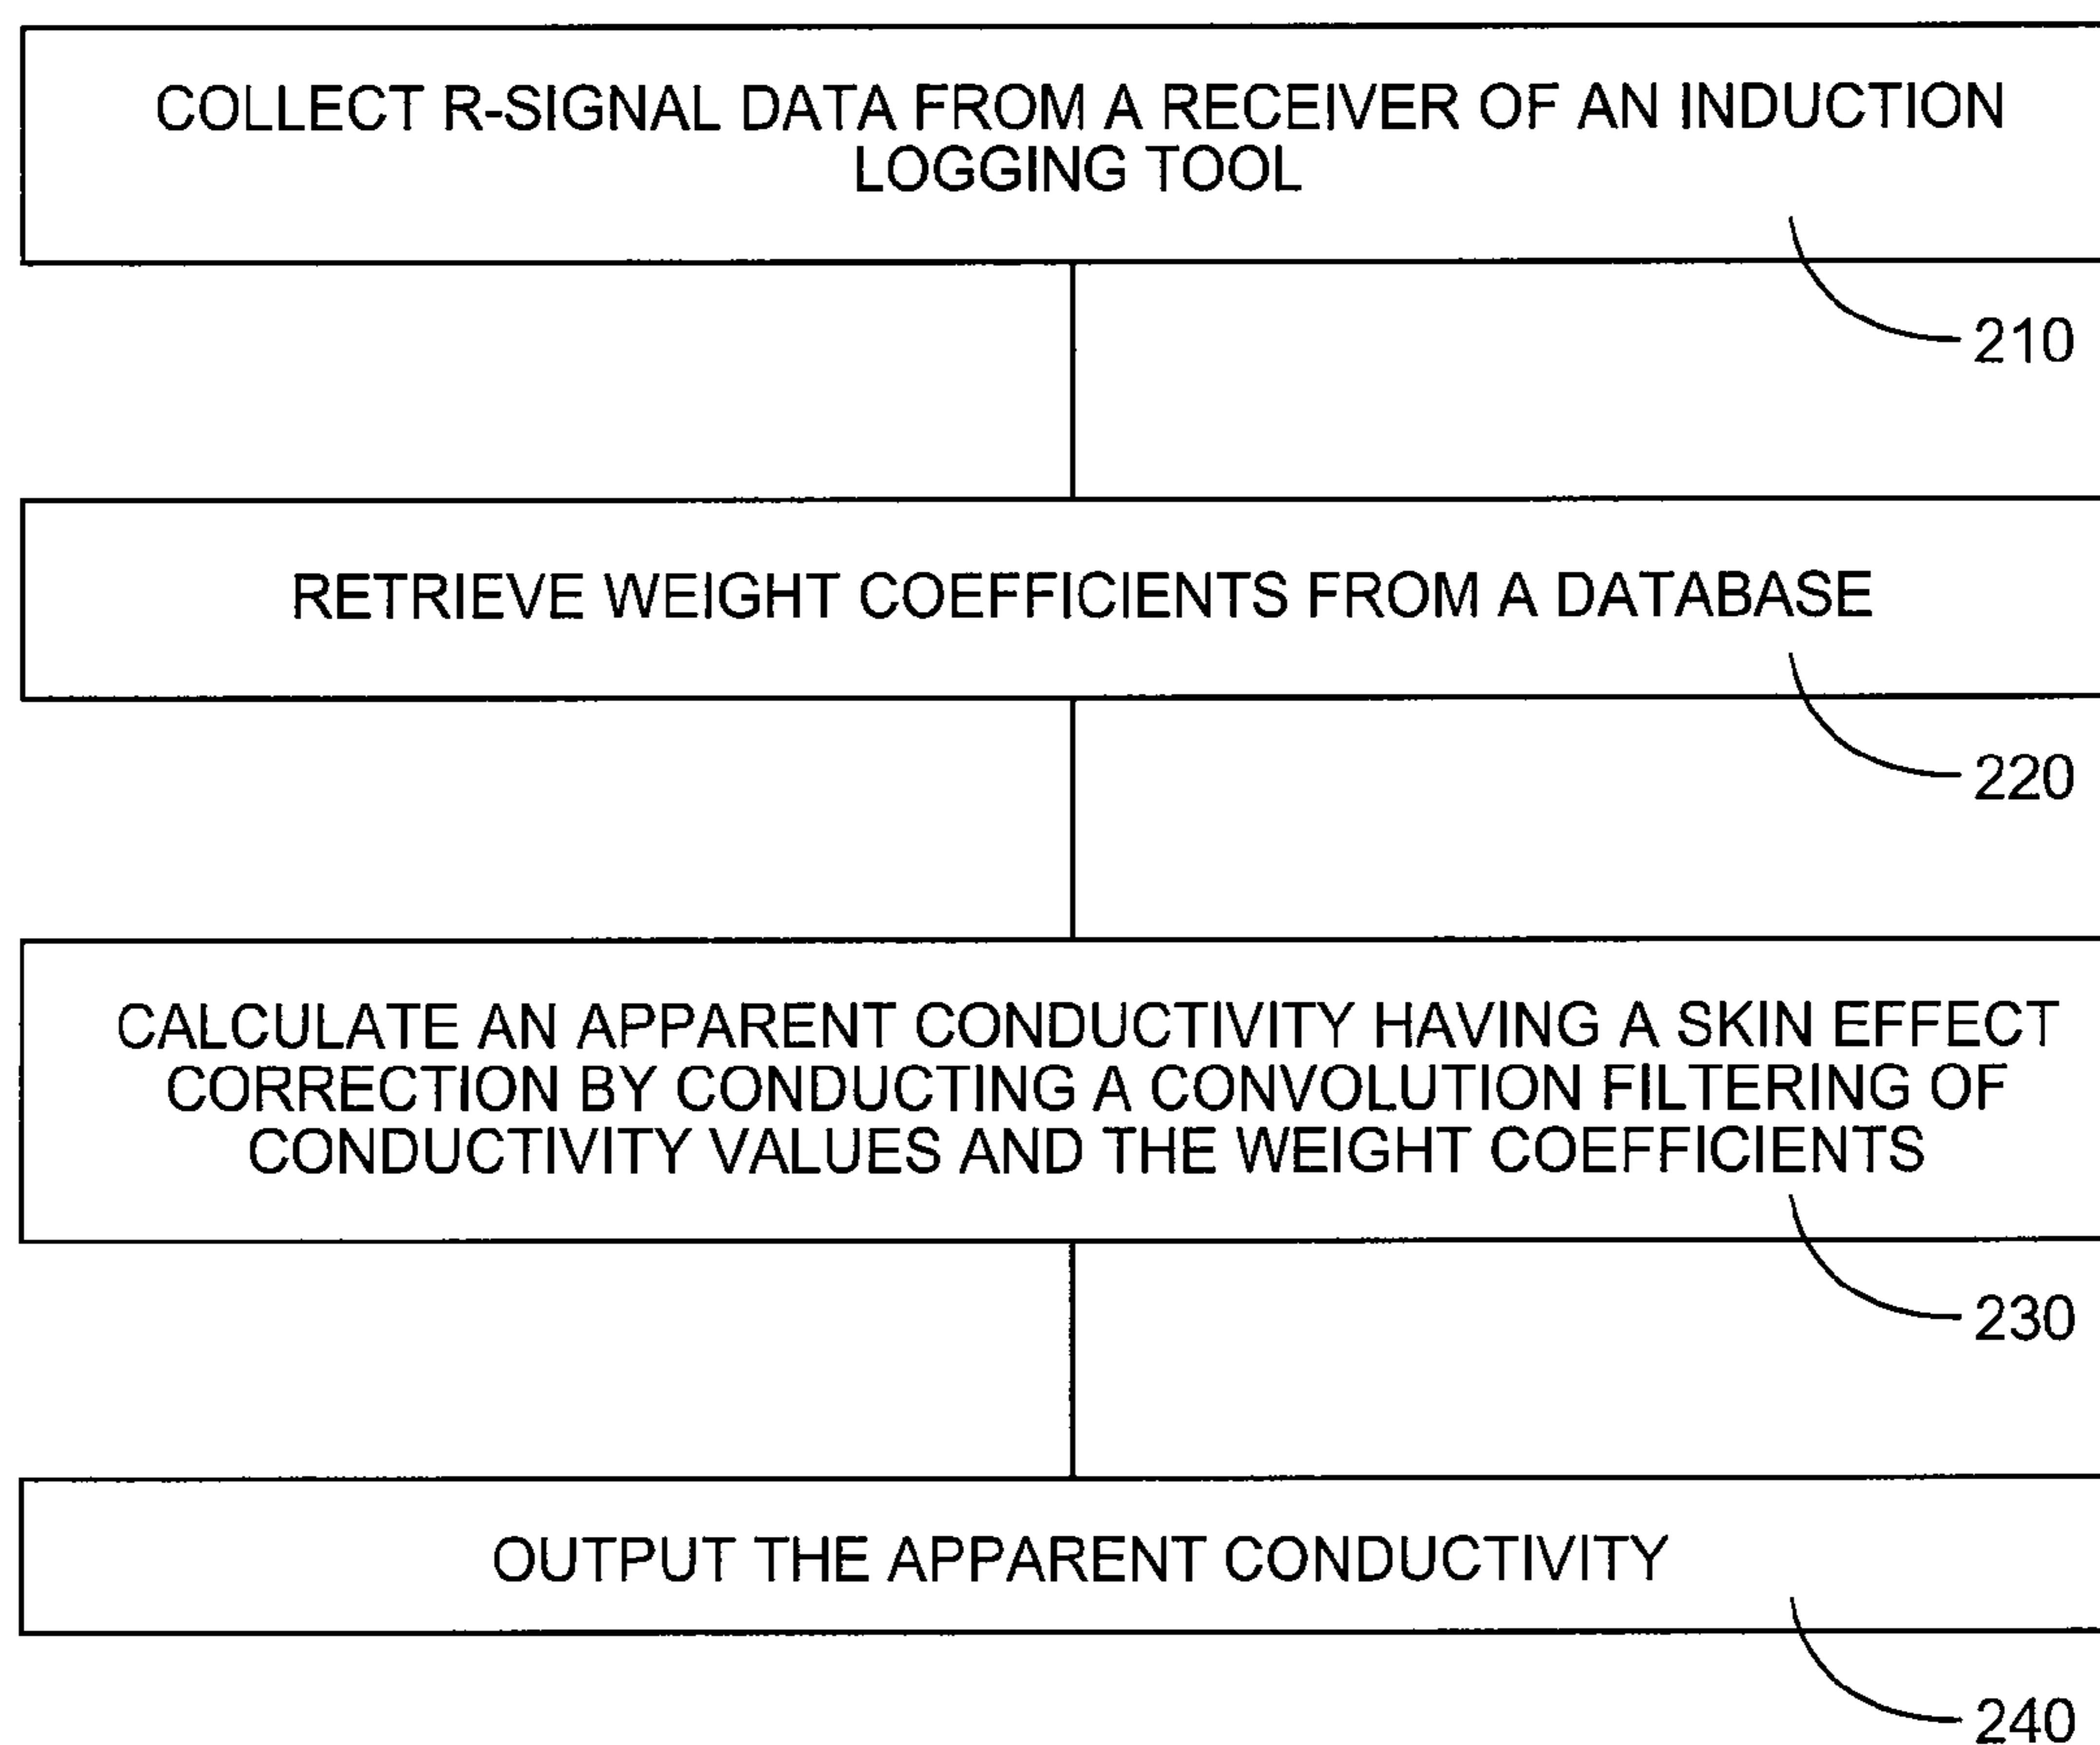 COLLECT R-SIGNAL DATA FROM A RECEIVER OF AN INDUCTION
LOGGING TOOL
210
RETRIEVE WEIGHT COEFFICIENTS FROM A DATABASE
220
CALCULATE AN APPARENT CONDUCTIVITY HAVING A SKIN EFFECT
CORRECTION BY CONDUCTING A CONVOLUTION FILTERING OF
CONDUCTIVITY VALUES AND THE WEIGHT COEFFICIENTS
230
OUTPUT THE APPARENT CONDUCTIVITY
240